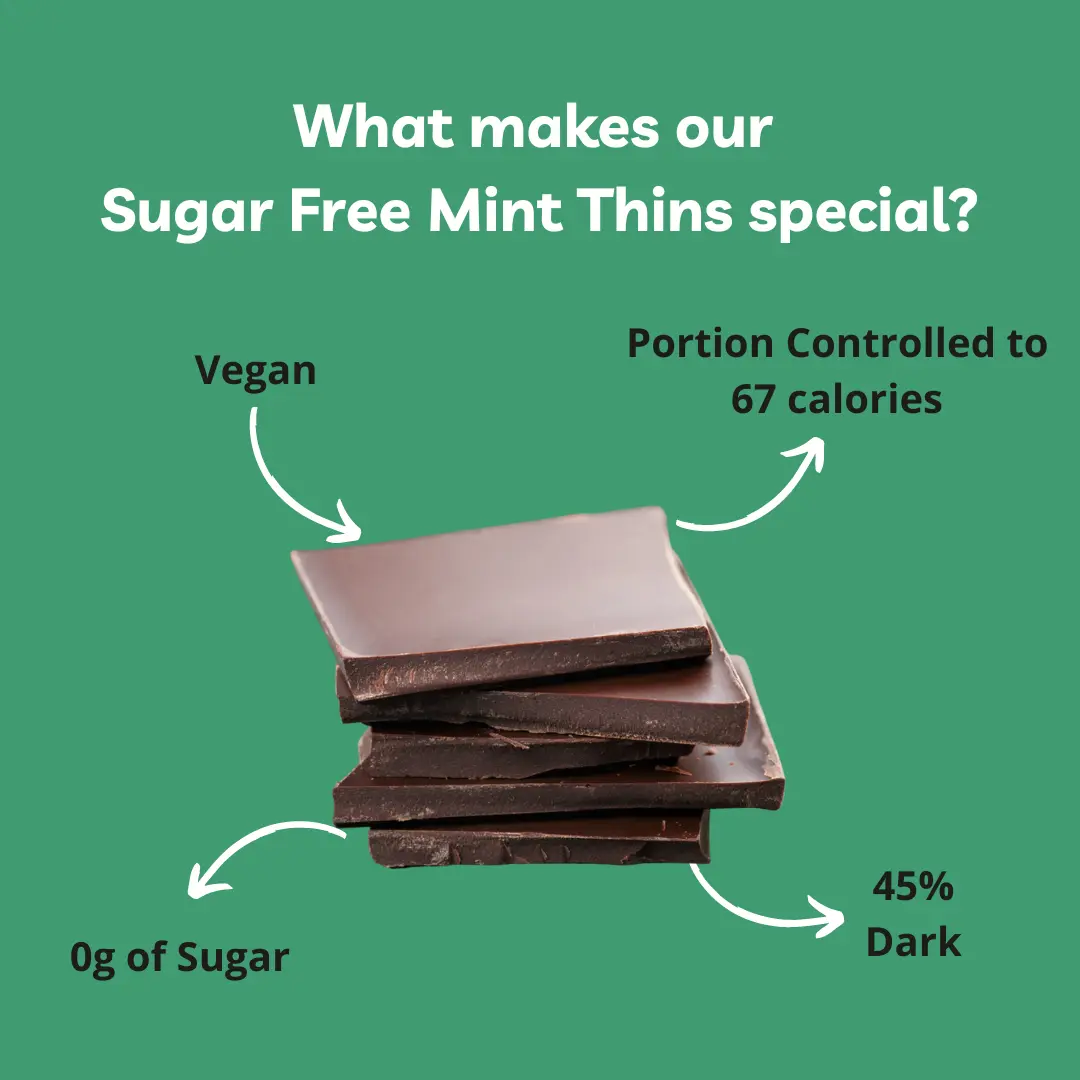 What makes our
Sugar Free Mint Thins special?
Vegan
Portion Controlled to
67 calories
0g of Sugar
45%
Dark